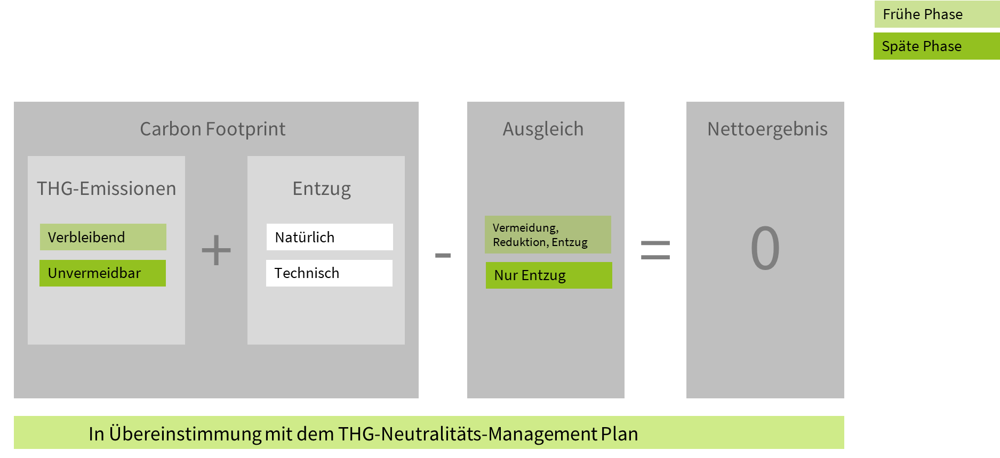 Frühe Phase
Späte Phase
Carbon Footprint
THG-Emissionen
Verbleibend
Unvermeidbar
+
Entzug
Natürlich
Technisch
-
Ausgleich
Vermeidung,
Reduktion, Entzug
Nur Entzug
=
Nettoergebnis
0
In Übereinstimmung mit dem THG-Neutralitäts-Management Plan